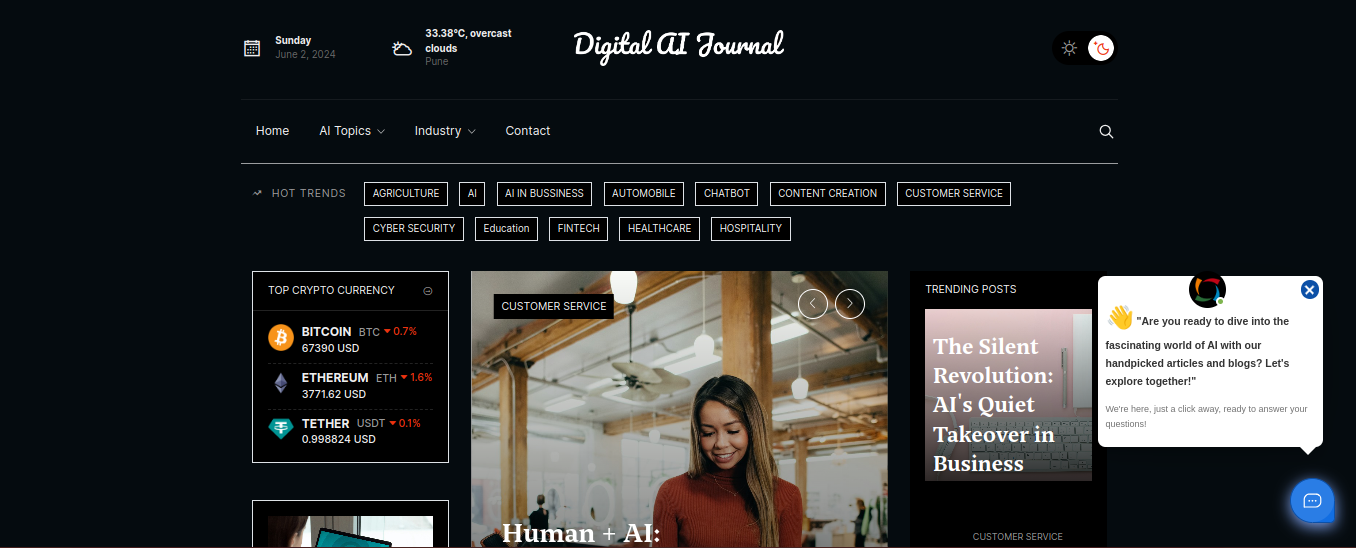 Sunday
June 2, 2024
33.38°C, overcast
clouds
Pune
Digital AI Journal
Home AI Topics Industry Contact
HOT TRENDS AGRICULTURE AI AI IN BUSSINESS AUTOMOBILE CHATBOT CONTENT CREATION CUSTOMER SERVICE
CYBER SECURITY Education FINTECH HEALTHCARE HOSPITALITY
TOP CRYPTO CURRENCY
BITCOIN BTC 0.7%
67390 USD
ETHEREUM ETH 1.6%
3771.62 USD
TETHER USDT 0.1%
0.998824 USD
CUSTOMER SERVICE
Human + AI:
TRENDING POSTS
The Silent
Revolution:
AI's Quiet
Takeover in
Business
CUSTOMER SERVICE
👋 "Are you ready to dive into the
fascinating world of AI with our
handpicked articles and blogs? Let's
explore together!"
We're here, just a click away, ready to answer your
questions!